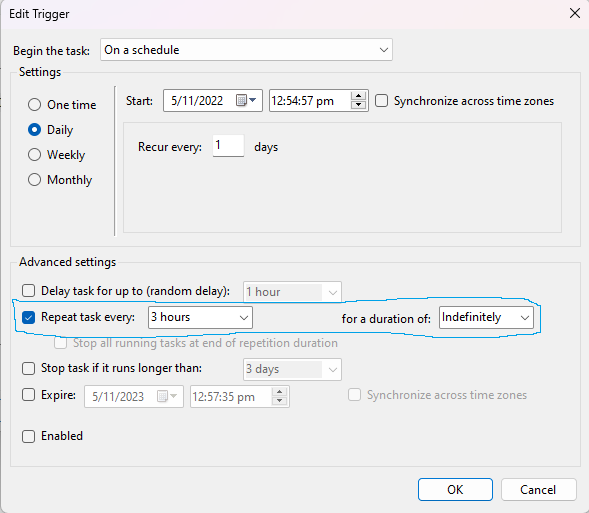 Edit Trigger
Begin the task: On a schedule
Settings
One time
Daily
Weekly
Monthly
Start: 5/11/2022 12:54:57 pm Synchronize across time zones
Recur every: 1 days
Advanced settings
Delay task for up to (random delay): 1 hour
Repeat task every: 3 hours for a duration of: Indefinitely
Stop all running tasks at end of repetition duration
Stop task if it runs longer than: 3 days
Expire: 5/11/2023 12:57:35 pm Synchronize across time zones
Enabled
OK Cancel